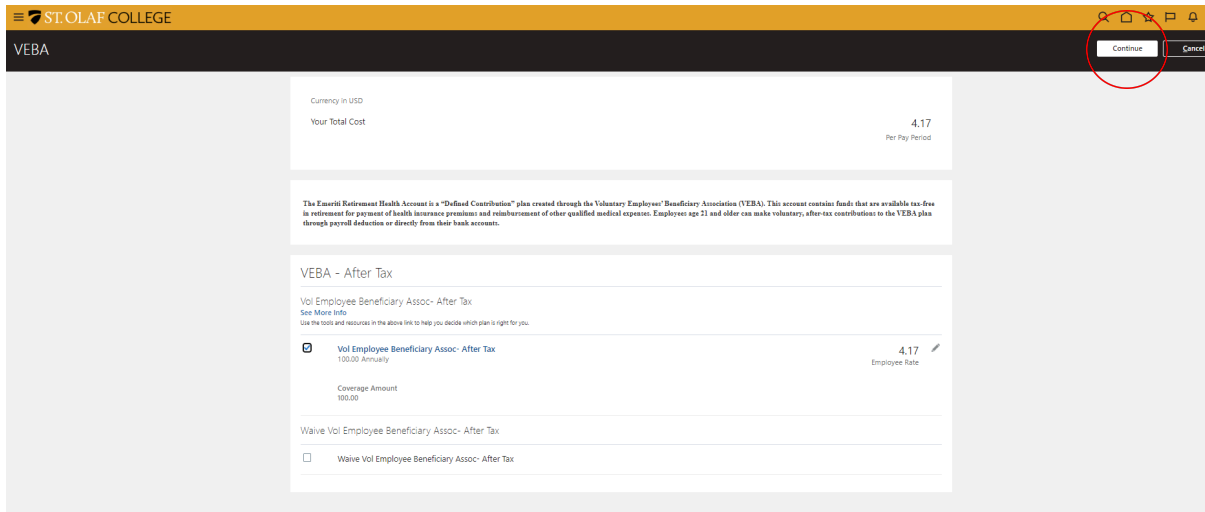 ST. OLAF COLLEGE
VEBA
Continue
Cancel
Currency in USD
Your Total Cost
4.17
Per Pay Period
The Emeriti Retirement Health Account is a “Defined Contribution” plan created through the Voluntary Employees’ Beneficiary Association (VEBA). This account contains funds that are available tax-free
in retirement for payment of health insurance premiums and reimbursement of other qualified medical expenses. Employees age 21 and older can make voluntary, after-tax contributions to the VEBA plan
through payroll deduction or directly from their bank accounts.
VEBA - After Tax
Vol Employee Beneficiary Assoc- After Tax
See More Info
Use the tools and resources in the above link to help you decide which plan is right for you.
Vol Employee Beneficiary Assoc- After Tax
4.17
100.00 Annually
Employee Rate
Coverage Amount
100.00
Waive Vol Employee Beneficiary Assoc- After Tax
Waive Vol Employee Beneficiary Assoc- After Tax